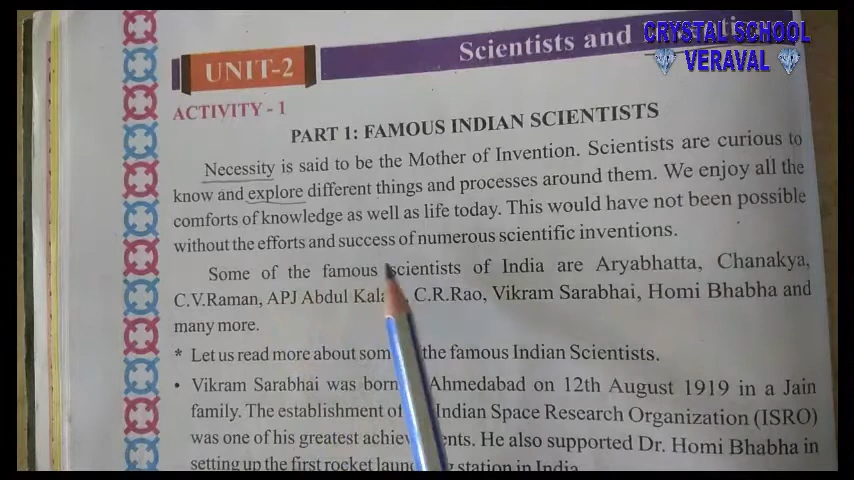 CRYSTAL SCHOOL
VERAVAL
UNIT-2
Scientists and
ACTIVITY - 1
PART 1: FAMOUS INDIAN SCIENTISTS
Necessity is said to be the Mother of Invention. Scientists are curious to
know and explore different things and processes around them. We enjoy all the
comforts of knowledge as well as life today. This would have not been possible
without the efforts and success of numerous scientific inventions.
Some of the famous scientists of India are Aryabhatta, Chanakya,
C.V.Raman, APJ Abdul C.R.Rao, Vikram Sarabhai, Homi Bhabha and
many more.
* Let us read more about the famous Indian Scientists.
• Vikram Sarabhai was born Ahmedabad on 12th August 1919 in a Jain
family. The establishment of Indian Space Research Organization (ISRO)
was one of his greatest He also supported Dr. Homi Bhabha in
setting up the first rocket station in India